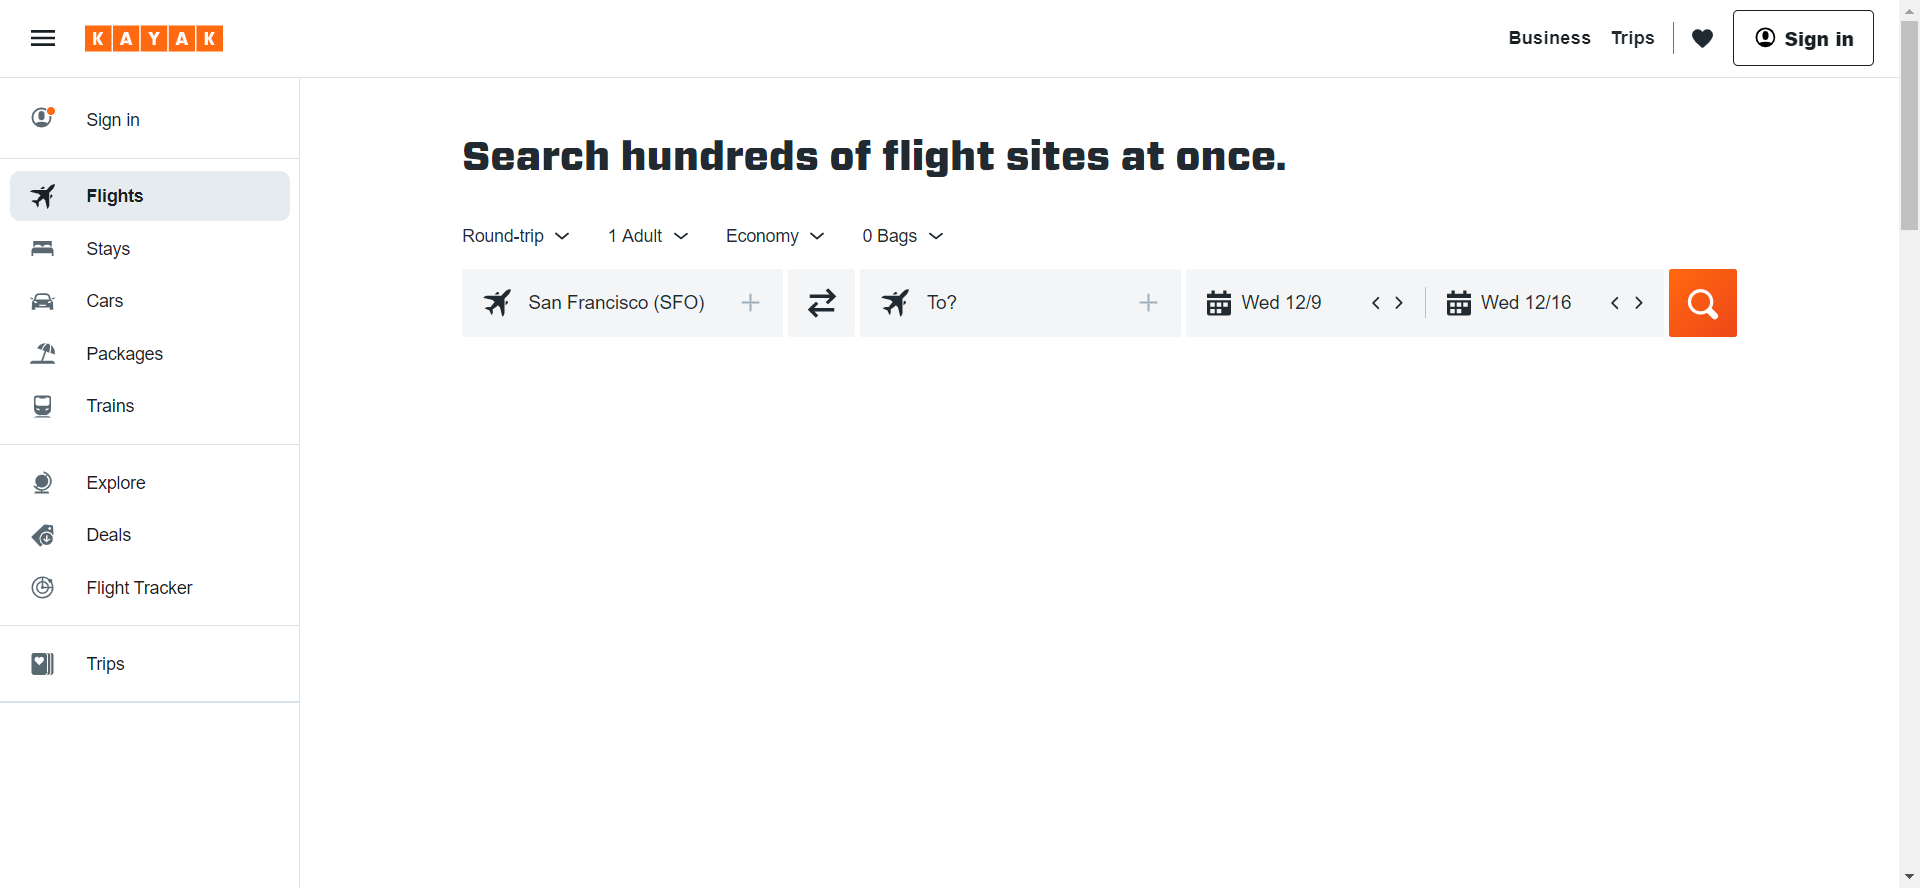 KAYAK
Business Trips Sign in
Sign in
Flights
Stays
Cars
Packages
Trains
Explore
Deals
Flight Tracker
Trips
Search hundreds of flight sites at once.
Round-trip 1 Adult Economy 0 Bags
San Francisco (SFO) To? Wed 12/9 Wed 12/16